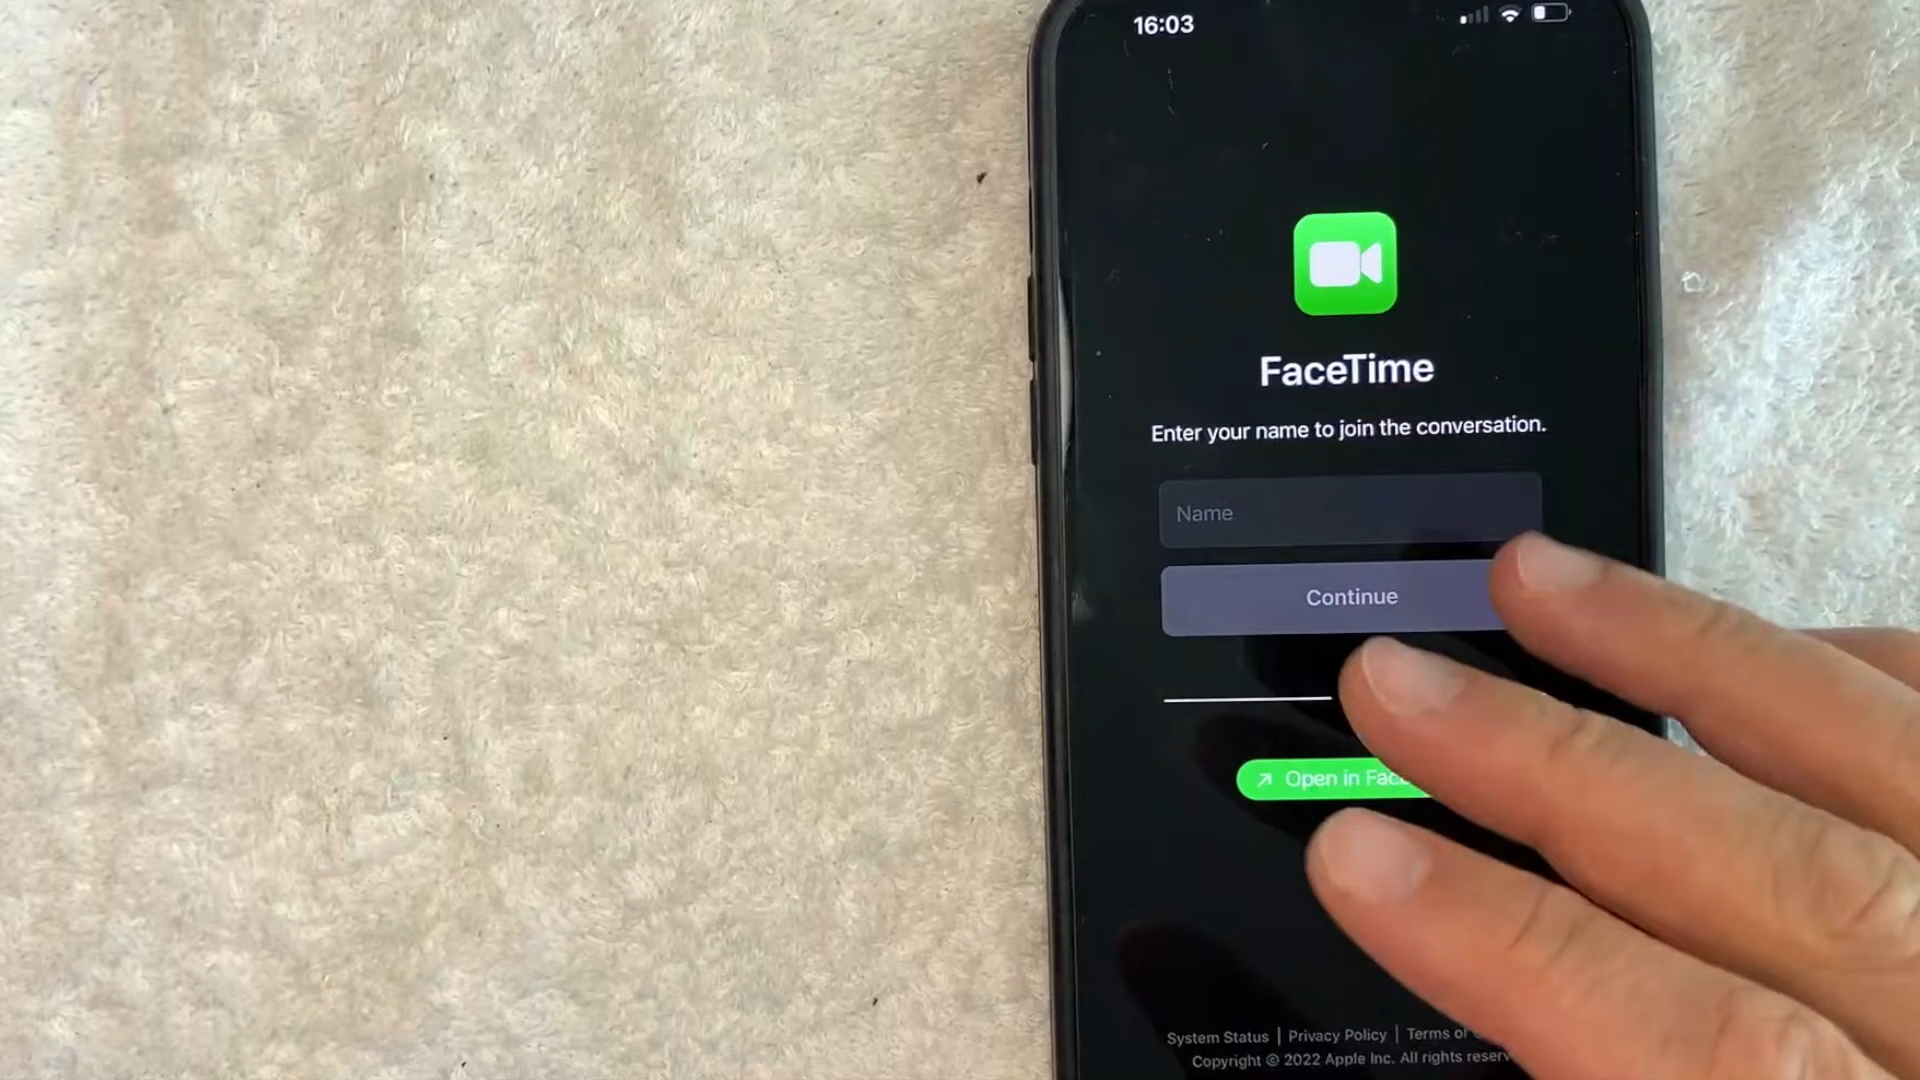 16:03
FaceTime
Enter your name to join the conversation.
Name
Continue
Open in
System Status | Privacy Policy | Terms of
Copyright © 2022 Apple Inc. All rights